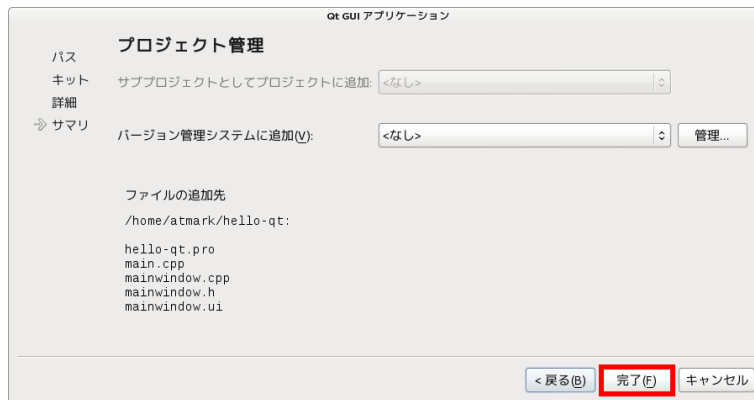 Qt GUI アプリケーション
プロジェクト管理
パス
キット
詳細
サマリ
サブプロジェクトとしてプロジェクトに追加: <なし>
バージョン管理システムに追加(V): <なし> 管理...
ファイルの追加先
/home/atmark/hello-qt:
hello-qt.pro
main.cpp
mainwindow.cpp
mainwindow.h
mainwindow.ui
< 戻る(B) 完了(F) キャンセル